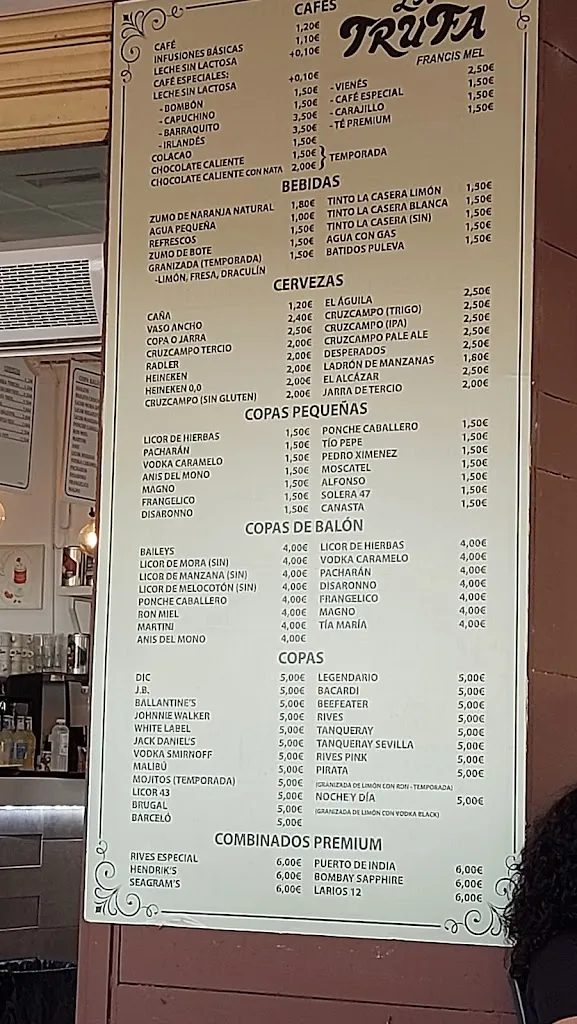 CAFÉS
LA TRUFA
FRANCIS MEL
CAFÉ 1,20€
INFUSIONES BÁSICAS 1,10€
LECHE SIN LACTOSA +0,10€
CAFÉ ESPECIALES:
LECHE SIN LACTOSA +0,10€
- BOMBÓN 1,50€
- CAPUCHINO 1,50€
- BARRAQUITO 3,50€
- IRLANDÉS 3,50€
COLACAO 1,50€
CHOCOLATE CALIENTE 1,50€
CHOCOLATE CALIENTE CON NATA 2,00€
} TEMPORADA
- VIENÉS 2,50€
- CAFÉ ESPECIAL 1,50€
- CARAJILLO 1,50€
- TÉ PREMIUM 1,50€
BEBIDAS
ZUMO DE NARANJA NATURAL 1,80€
AGUA PEQUEÑA 1,00€
REFRESCOS 1,50€
ZUMO DE BOTE 1,50€
GRANIZADA (TEMPORADA) 1,50€
-LIMÓN, FRESA, DRACULÍN
TINTO LA CASERA LIMÓN 1,50€
TINTO LA CASERA BLANCA 1,50€
TINTO LA CASERA (SIN) 1,50€
AGUA CON GAS 1,50€
BATIDOS PULEVA 1,50€
CERVEZAS
CAÑA 1,20€
VASO ANCHO 2,40€
COPA O JARRA 2,50€
CRUZCAMPO TERCIO 2,00€
RADLER 2,00€
HEINEKEN 2,00€
HEINEKEN 0,0 2,00€
CRUZCAMPO (SIN GLUTEN) 2,00€
EL ÁGUILA 2,50€
CRUZCAMPO (TRIGO) 2,50€
CRUZCAMPO (IPA) 2,50€
CRUZCAMPO PALE ALE 2,50€
DESPERADOS 2,50€
LADRÓN DE MANZANAS 1,80€
EL ALCÁZAR 2,50€
JARRA DE TERCIO 2,00€
COPAS PEQUEÑAS
LICOR DE HIERBAS 1,50€
PACHARÁN 1,50€
VODKA CARAMELO 1,50€
ANIS DEL MONO 1,50€
MAGNO 1,50€
FRANGELICO 1,50€
DISARONNO 1,50€
PONCHE CABALLERO 1,50€
TÍO PEPE 1,50€
PEDRO XIMENEZ 1,50€
MOSCATEL 1,50€
ALFONSO 1,50€
SOLERA 47 1,50€
CANASTA 1,50€
COPAS DE BALÓN
BAILEYS 4,00€
LICOR DE MORA (SIN) 4,00€
LICOR DE MANZANA (SIN) 4,00€
LICOR DE MELOCOTÓN (SIN) 4,00€
PONCHE CABALLERO 4,00€
RON MIEL 4,00€
MARTINI 4,00€
ANIS DEL MONO 4,00€
LICOR DE HIERBAS 4,00€
VODKA CARAMELO 4,00€
PACHARÁN 4,00€
DISARONNO 4,00€
FRANGELICO 4,00€
MAGNO 4,00€
TÍA MARÍA 4,00€
COPAS
DIC 5,00€
J.B. 5,00€
BALLANTINE'S 5,00€
JOHNNIE WALKER 5,00€
WHITE LABEL 5,00€
JACK DANIEL'S 5,00€
VODKA SMIRNOFF 5,00€
MALIBÚ 5,00€
MOJITOS (TEMPORADA) 5,00€
LICOR 43 5,00€
BRUGAL 5,00€
BARCELÓ 5,00€
LEGENDARIO 5,00€
BACARDI 5,00€
BEEFEATER 5,00€
RIVES 5,00€
TANQUERAY 5,00€
TANQUERAY SEVILLA 5,00€
RIVES PINK 5,00€
PIRATA 5,00€
(GRANIZADA DE LIMÓN CON RON - TEMPORADA)
NOCHE Y DÍA 5,00€
(GRANIZADA DE LIMÓN CON VODKA BLACK)
COMBINADOS PREMIUM
RIVES ESPECIAL 6,00€
HENDRIK'S 6,00€
SEAGRAM'S 6,00€
PUERTO DE INDIA 6,00€
BOMBAY SAPPHIRE 6,00€
LARIOS 12 6,00€